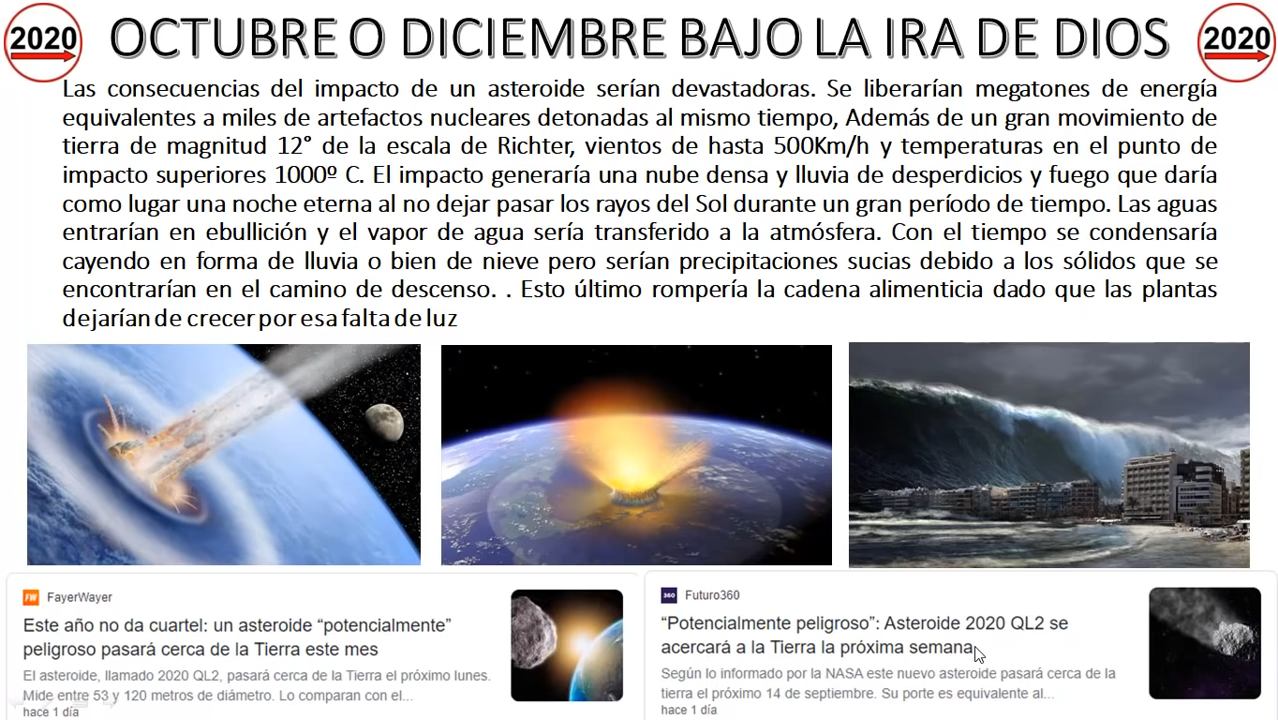 2020
OCTUBRE O DICIEMBRE BAJO LA IRA DE DIOS
2020
Las consecuencias del impacto de un asteroide serían devastadoras. Se liberarían megatones de energía
equivalentes a miles de artefactos nucleares detonadas al mismo tiempo, Además de un gran movimiento de
tierra de magnitud 12° de la escala de Richter, vientos de hasta 500Km/h y temperaturas en el punto de
impacto superiores 1000º C. El impacto generaría una nube densa y lluvia de desperdicios y fuego que daría
como lugar una noche eterna al no dejar pasar los rayos del Sol durante un gran período de tiempo. Las aguas
entrarían en ebullición y el vapor de agua sería transferido a la atmósfera. Con el tiempo se condensaría
cayendo en forma de lluvia o bien de nieve pero serían precipitaciones sucias debido a los sólidos que se
encontrarían en el camino de descenso. . Esto último rompería la cadena alimenticia dado que las plantas
dejarían de crecer por esa falta de luz
FW FayerWayer
Este año no da cuartel: un asteroide “potencialmente”
peligroso pasará cerca de la Tierra este mes
El asteroide, llamado 2020 QL2, pasará cerca de la Tierra el próximo lunes.
Mide entre 53 y 120 metros de diámetro. Lo comparan con el...
hace 1 día
360 Futuro360
“Potencialmente peligroso”: Asteroide 2020 QL2 se
acercará a la Tierra la próxima semana
Según lo informado por la NASA este nuevo asteroide pasará cerca de la
tierra el próximo 14 de septiembre. Su porte es equivalente al...
hace 1 día